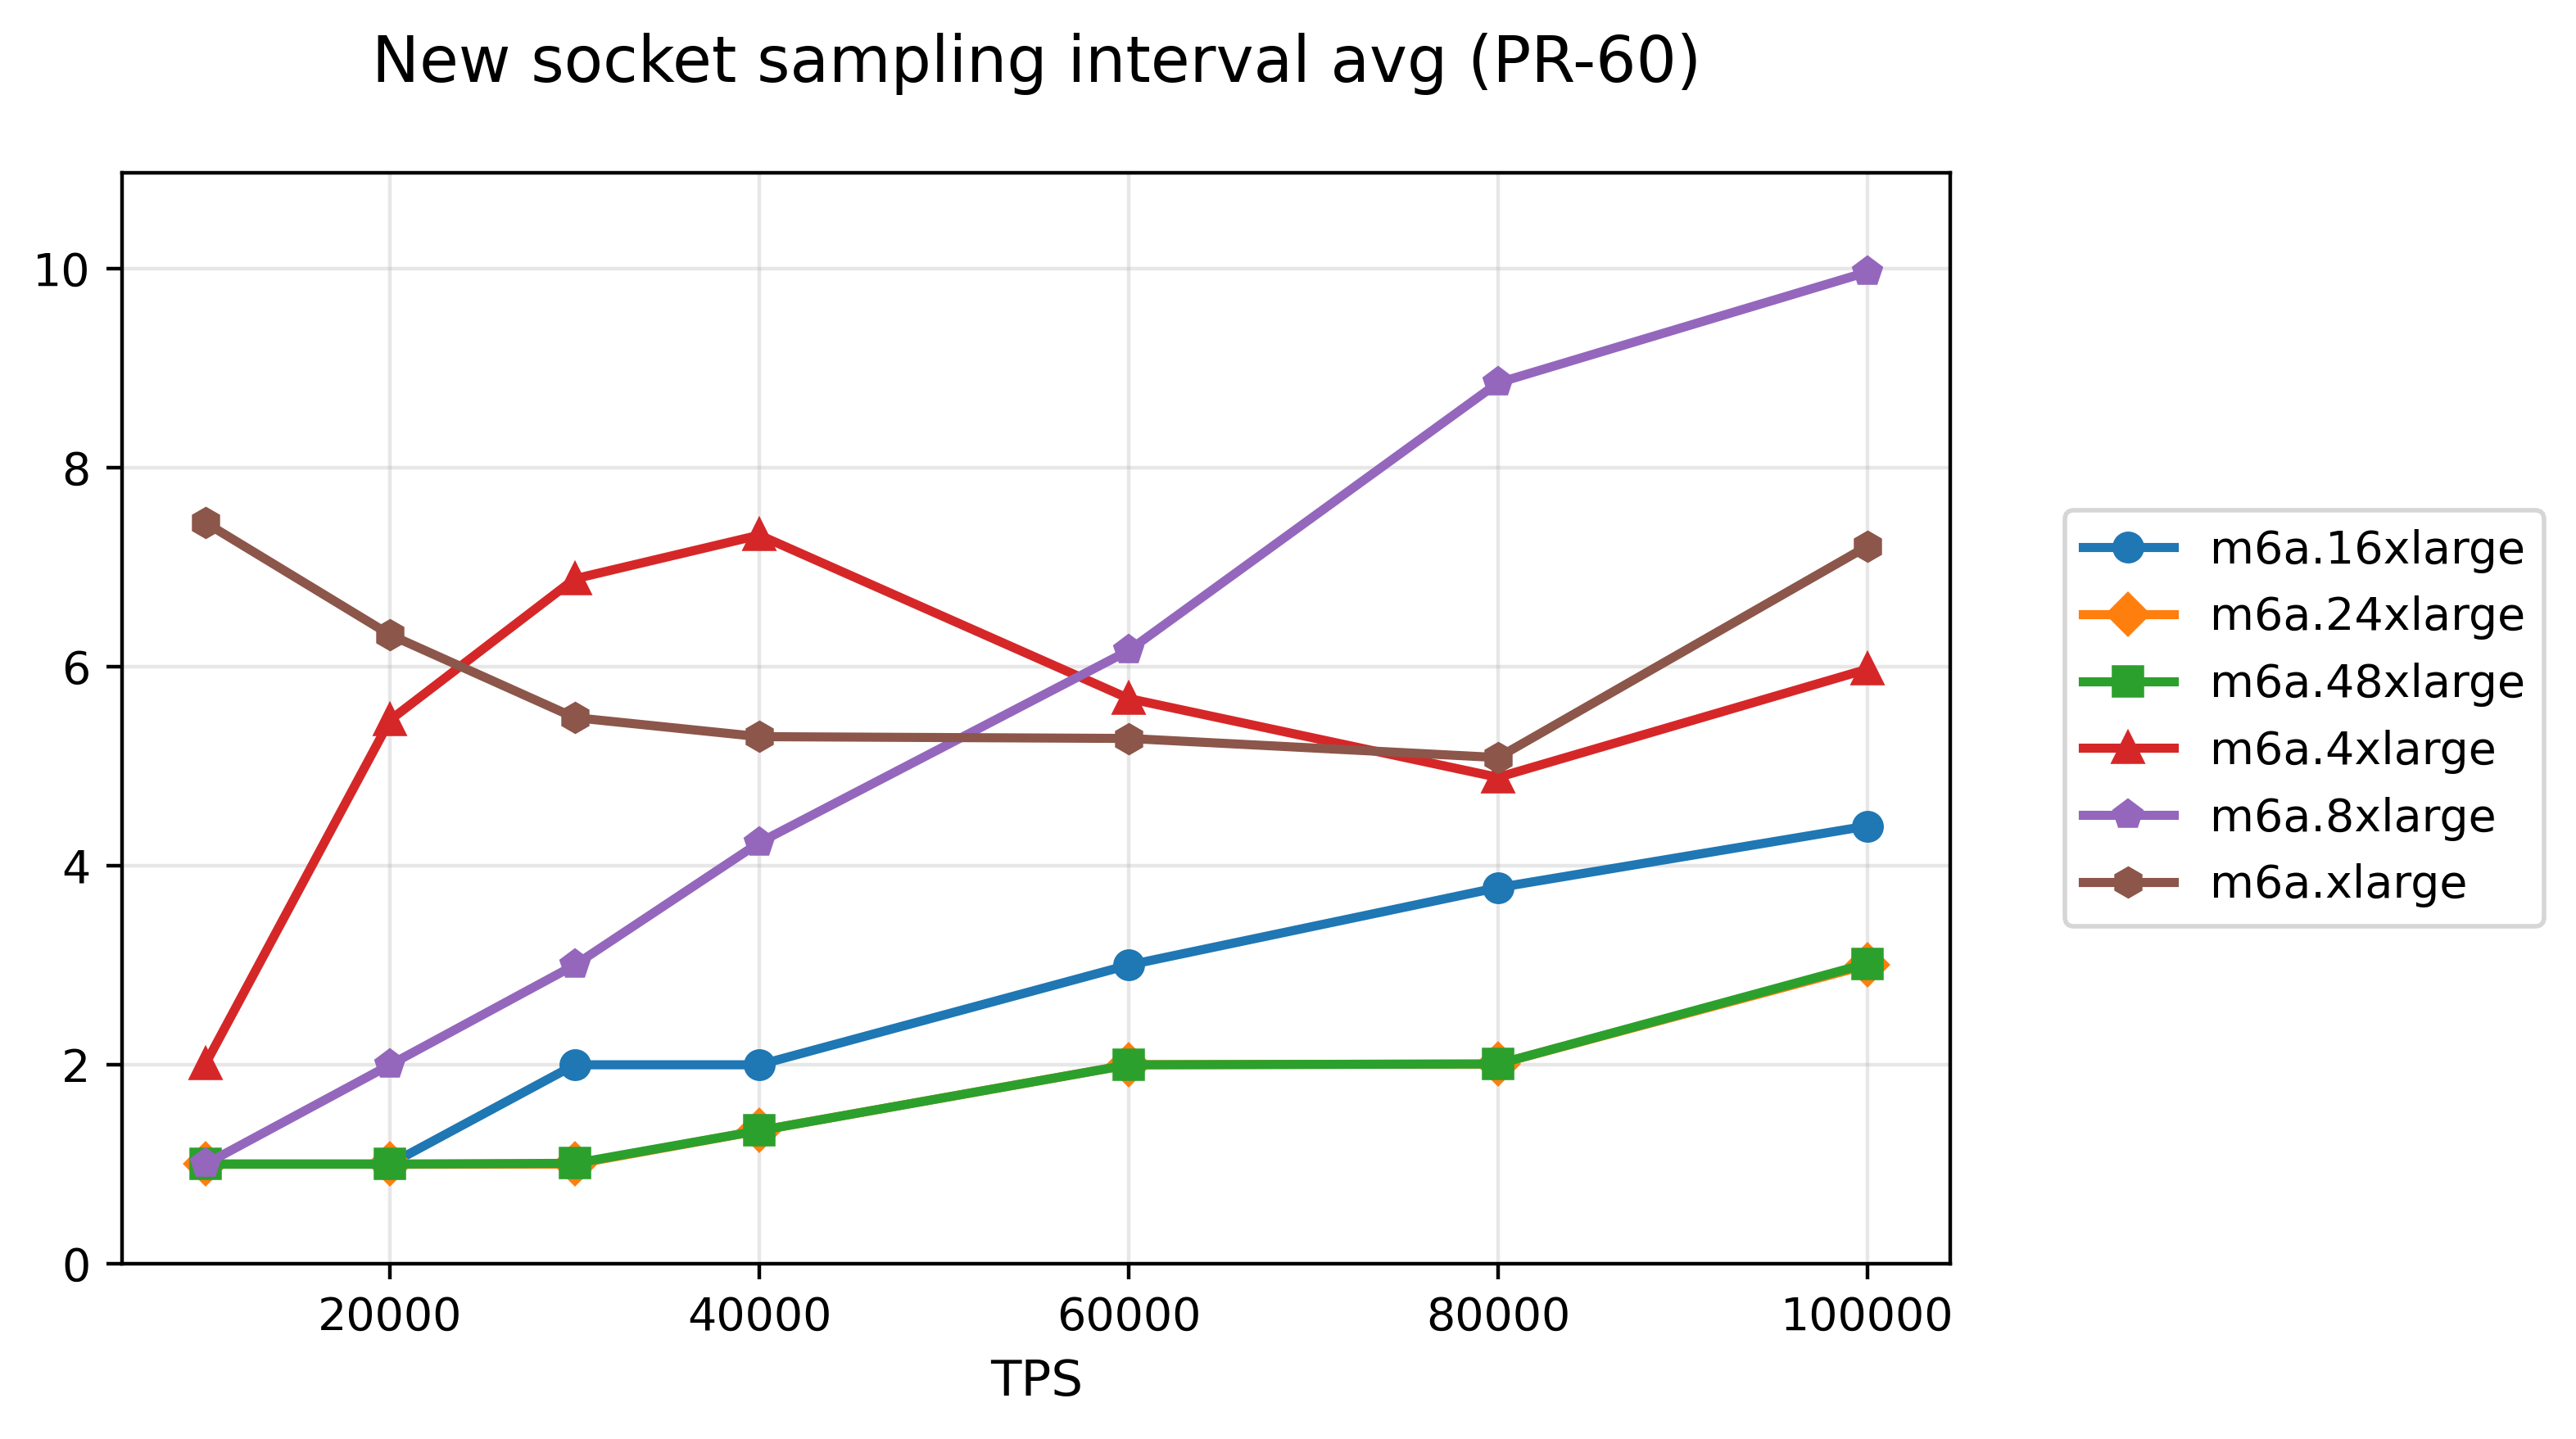 New socket sampling interval avg (PR-60)
10
8
6
4
2
0
20000 40000 60000 80000 100000
TPS
m6a.16xlarge
m6a.24xlarge
m6a.48xlarge
m6a.4xlarge
m6a.8xlarge
m6a.xlarge